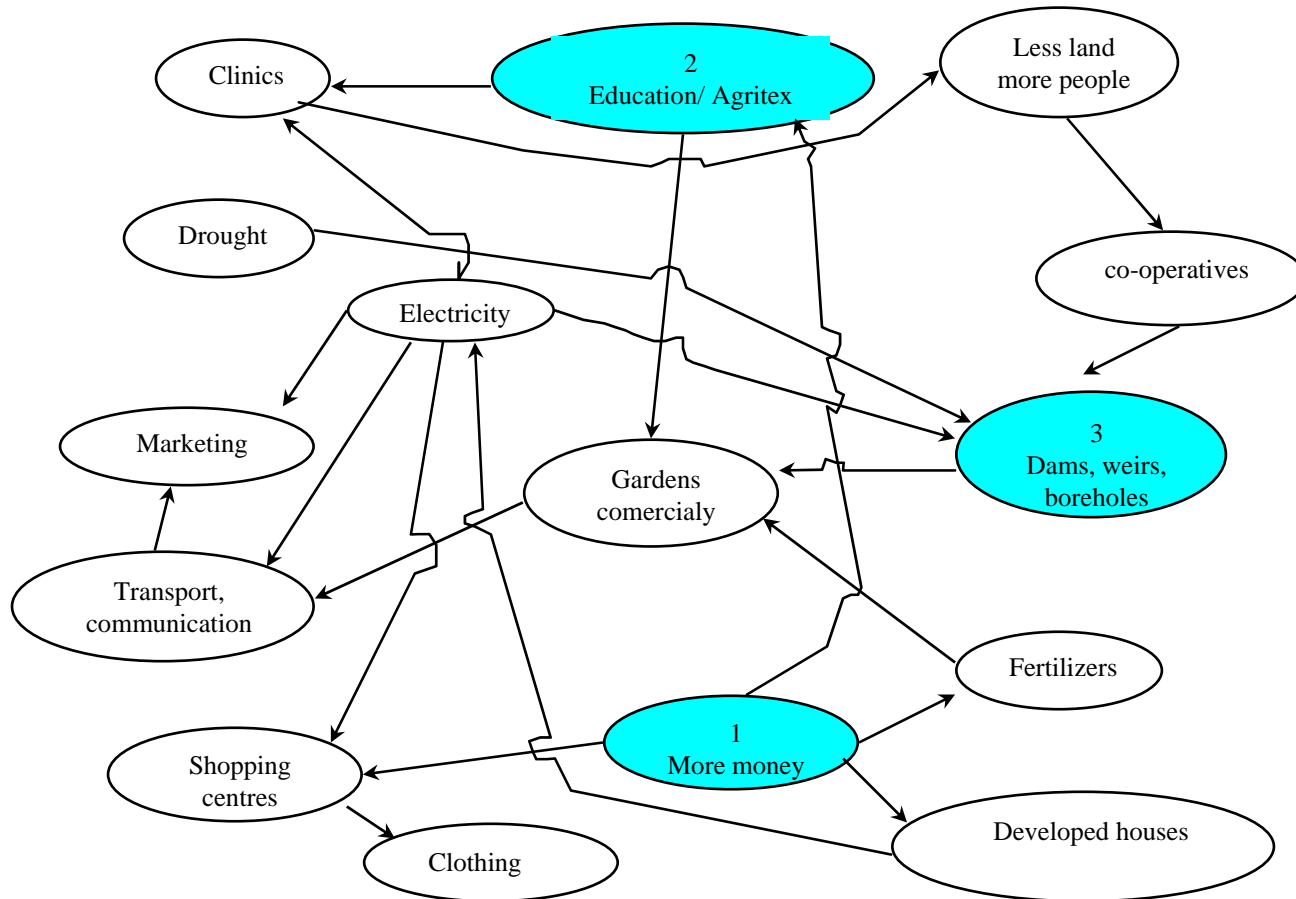 Clinics
2
Education/ Agritex
Less land
more people
Drought
co-operatives
Electricity
Marketing
3
Dams, weirs,
boreholes
Gardens
comercialy
Transport,
communication
Fertilizers
1
More money
Shopping
centres
Developed houses
Clothing